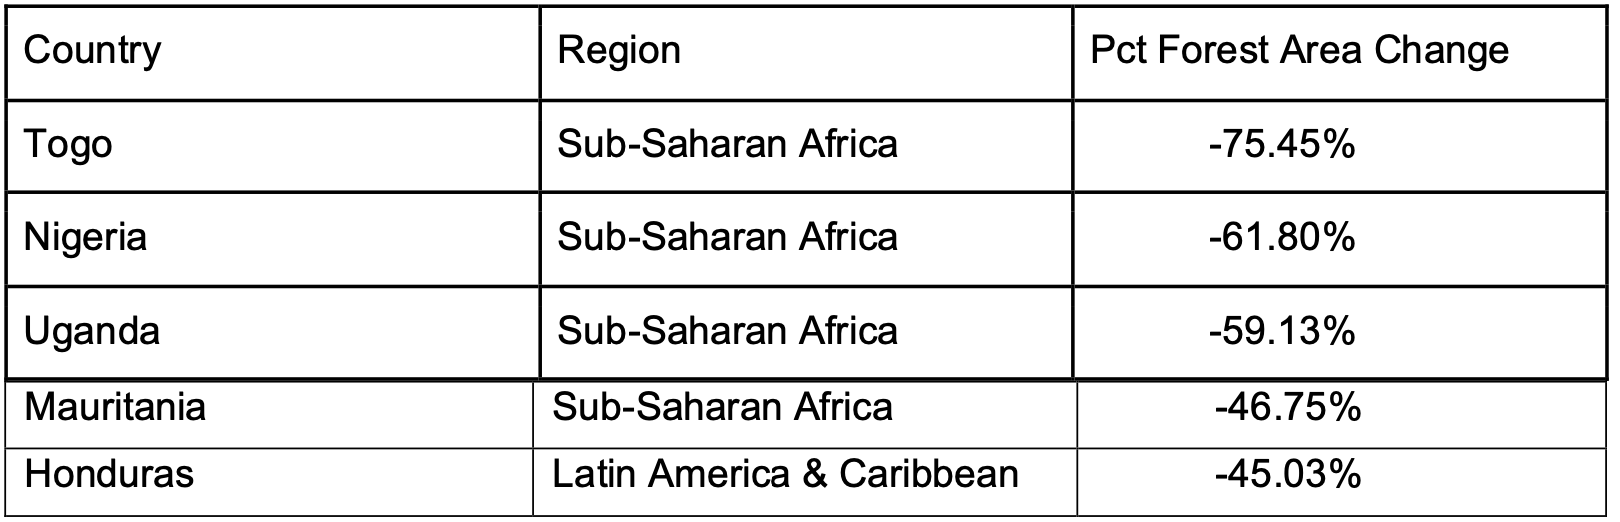 Country Region Pct Forest Area Change
Togo Sub-Saharan Africa -75.45%
Nigeria Sub-Saharan Africa -61.80%
Uganda Sub-Saharan Africa -59.13%
Mauritania Sub-Saharan Africa -46.75%
Honduras Latin America & Caribbean -45.03%